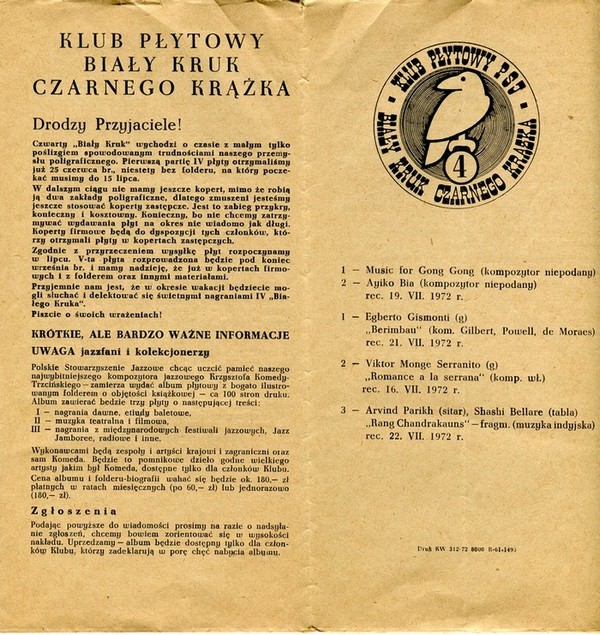 KLUB PŁYTOWY
BIAŁY KRUK
CZARNEGO KRĄŻKA
Drodzy Przyjaciele!
Czwarty „Biały Kruk" wychodzi o czasie z małym tylko
poślizgiem spowodowanym trudnościami naszego przemy-
słu poligraficznego. Pierwszą partię IV płyty otrzymaliśmy
już 25 czerwca br., niestety bez folderu, na który pocze-
kać musimy do 15 lipca.
W dalszym ciągu nie mamy jeszcze kopert, mimo że robią
ją dwa zakłady poligraficzne, dlatego zmuszeni jesteśmy
jeszcze stosować koperty zastępcze. Jest to zabieg przykry,
konieczny i kosztowny. Konieczny, bo nie chcemy zatrzy-
mywać wydawania płyt na okres nie wiadomo jak długi.
Koperty firmowe będą do dyspozycji tych członków, któ-
rzy otrzymali płyty w kopertach zastępczych.
Zgodnie z przyrzeczeniem wysyłkę płyt rozpoczynamy
w lipcu. V-ta płyta rozprowadzona będzie pod koniec
września br. i mamy nadzieję, że już w kopertach firmo-
wych i z folderem oraz innymi materiałami.
Przyjemnie nam jest, że w okresie wakacji będziecie mo-
gli słuchać i delektować się świetnymi nagraniami IV „Bia-
łego Kruka".
Piszcie o swoich wrażeniach!
KRÓTKIE, ALE BARDZO WAŻNE INFORMACJE
UWAGA jazzfani i kolekcjonerzy
Polskie Stowarzyszenie Jazzowe chcąc uczcić pamięć naszego
najwybitniejszego kompozytora jazzowego Krzysztofa Komedy-
Trzcińskiego – zamierza wydać album płytowy z bogato ilustro-
wanym folderem o objętości książkowej – ca 100 stron druku.
Album zawierać będzie trzy płyty o następującej treści:
I – nagrania dawne, etiudy baletowe,
II – muzyka teatralna i filmowa,
III – nagrania z międzynarodowych festiwali jazzowych, Jazz
Jamboree, radiowe i inne.
Wykonawcami będą zespoły i artyści krajowi i zagraniczni oraz
sam Komeda. Będzie to pomnikowe dzieło godne wielkiego
artysty jakim był Komeda, dostępne tylko dla członków Klubu.
Cena albumu i folderu-biografii wahać się będzie ok. 180,– zł
płatnych w ratach miesięcznych (po 60,– zł) lub jednorazowo
(180,– zł).
Zgłoszenia
Podając powyższe do wiadomości prosimy na razie o nadsyła-
nie zgłoszeń, chcemy bowiem zorientować się w wysokości
nakładu. Uprzedzamy – album będzie dostępny tylko dla człon-
ków Klubu, którzy zadeklarują w porę chęć nabycia albumu.
KLUB PŁYTOWY PSJ
BIAŁY KRUK CZARNEGO KRĄŻKA
4
1 – Music for Gong Gong (kompozytor niepodany)
2 – Ayiko Bia (kompozytor niepodany)
rec. 19. VII. 1972 r.
1 – Egberto Gismonti (g)
„Berimbau" (kom. Gilbert, Powell, de Moraes)
rec. 21. VII. 1972 r.
2 – Viktor Monge Serranito (g)
„Romance a la serrana" (komp. wł.)
rec. 16. VII. 1972 r.
3 – Arvind Parikh (sitar), Shashi Bellare (tabla)
„Rang Chandrakauns" – fragm. (muzyka indyjska)
rec. 22. VII. 1972 r.
Druk KW 312-72 8000 R-61-1493